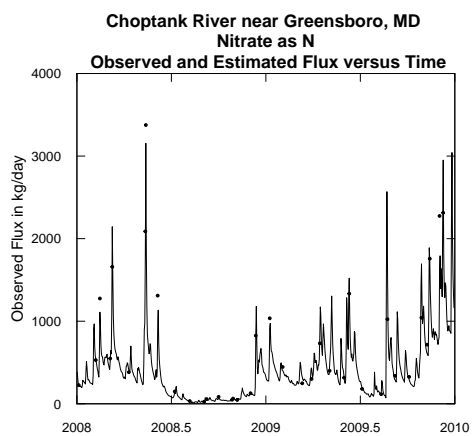 Choptank River near Greensboro, MD
Nitrate as N
Observed and Estimated Flux versus Time
4000
3000
2000
1000
0
Observed Flux in kg/day
2008 2008.5 2009 2009.5 2010